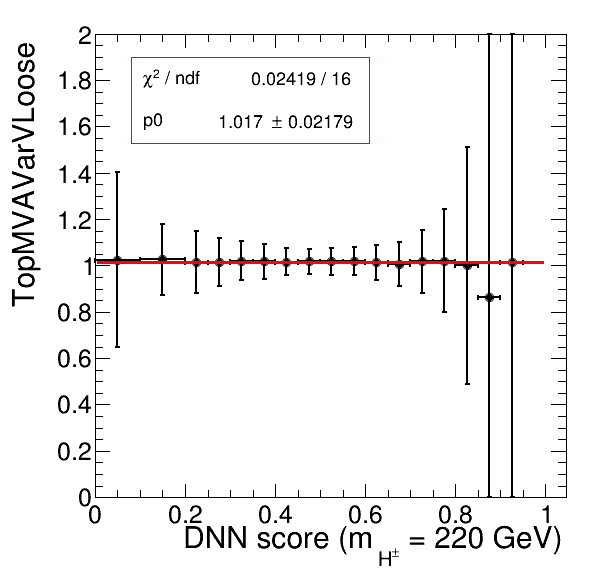 TopMVAVarVLoose
χ² / ndf 0.02419 / 16
p0 1.017 ± 0.02179
2
1.8
1.6
1.4
1.2
1
0.8
0.6
0.4
0.2
0
0 0.2 0.4 0.6 0.8 1
DNN score (m_H± = 220 GeV)